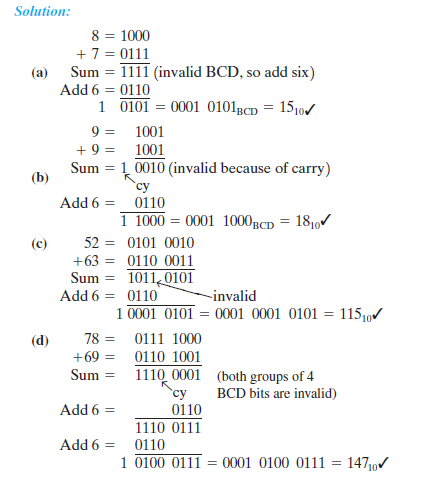 Solution:
8 = 1000
+ 7 = 0111
(a) Sum = 1111 (invalid BCD, so add six)
Add 6 = 0110
1 0101 = 0001 0101BCD = 1510✓
9 = 1001
+ 9 = 1001
(b) Sum = 1 0010 (invalid because of carry)
cy
Add 6 = 0110
1 1000 = 0001 1000BCD = 1810✓
(c) 52 = 0101 0010
+63 = 0110 0011
Sum = 1011 0101
Add 6 = 0110 invalid
1 0001 0101 = 0001 0001 0101 = 11510✓
(d) 78 = 0111 1000
+69 = 0110 1001
Sum = 1110 0001 (both groups of 4
cy BCD bits are invalid)
Add 6 = 0110
1110 0111
Add 6 = 0110
1 0100 0111 = 0001 0100 0111 = 14710✓